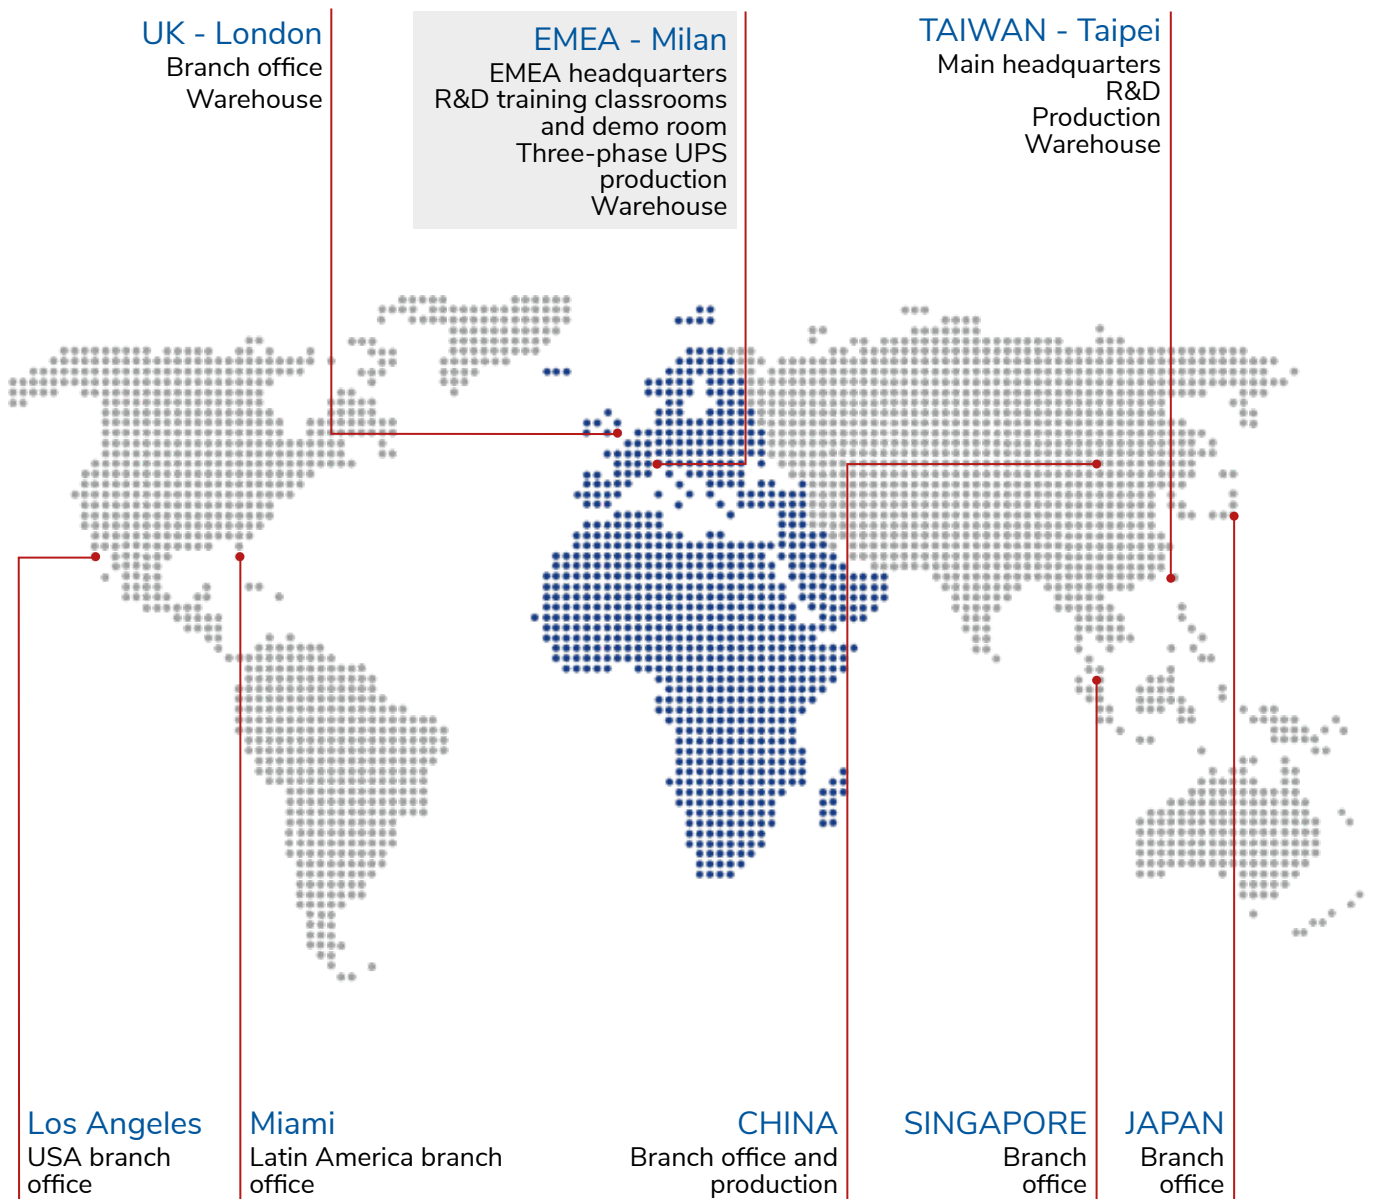 UK - London
Branch office
Warehouse
EMEA - Milan
EMEA headquarters
R&D training classrooms
and demo room
Three-phase UPS
production
Warehouse
TAIWAN - Taipei
Main headquarters
R&D
Production
Warehouse
Los Angeles
USA branch
office
Miami
Latin America branch
office
CHINA
Branch office and
production
SINGAPORE
Branch
office
JAPAN
Branch
office